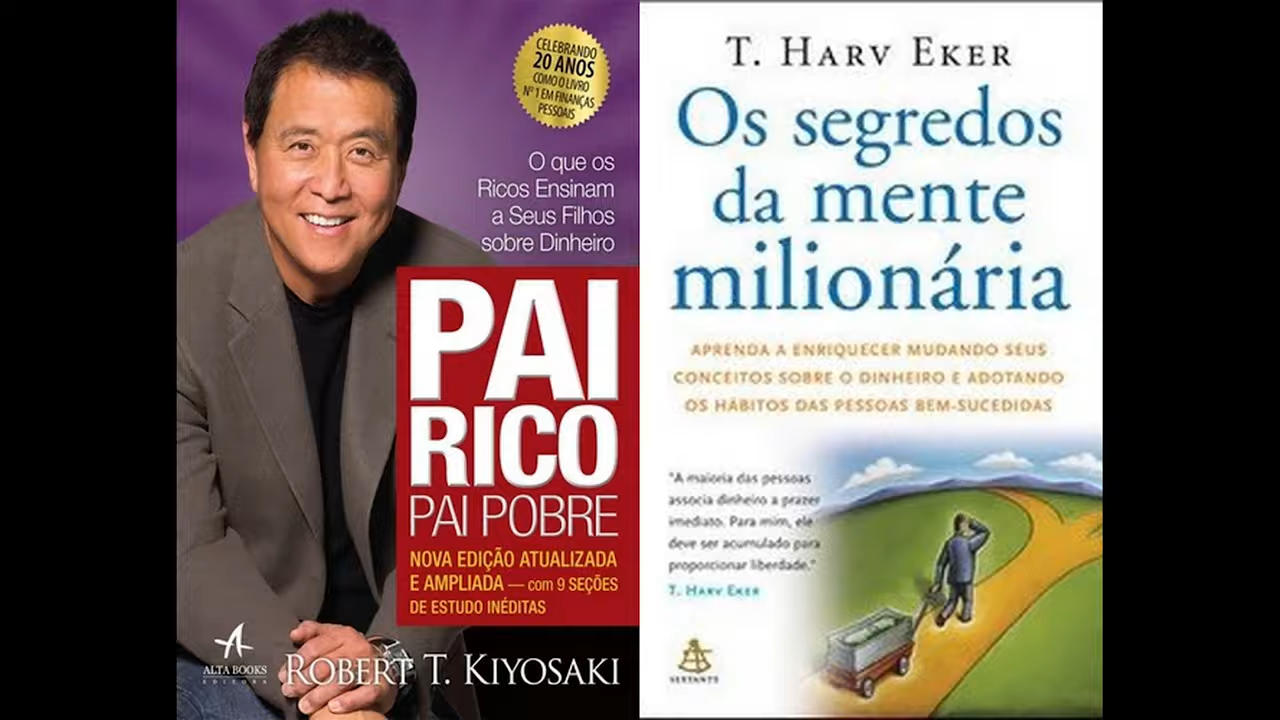 CELEBRANDO
20 ANOS
COMO O LIVRO
Nº 1 EM FINANÇAS
PESSOAIS
O que os
Ricos Ensinam
a Seus Filhos
sobre Dinheiro
PAI
RICO
PAI POBRE
NOVA EDIÇÃO ATUALIZADA
E AMPLIADA — com 9 SEÇÕES
DE ESTUDO INÉDITAS
ALTA BOOKS
EDITORA
ROBERT T. KIYOSAKI
T. HARV EKER
Os segredos
da mente
milionária
APRENDA A ENRIQUECER MUDANDO SEUS
CONCEITOS SOBRE O DINHEIRO E ADOTANDO
OS HÁBITOS DAS PESSOAS BEM-SUCEDIDAS
"A maioria das pessoas
associa dinheiro a prazer
imediato. Para mim, ele
deve ser acumulado para
proporcionar liberdade."
T. HARV EKER
SEXTANTE